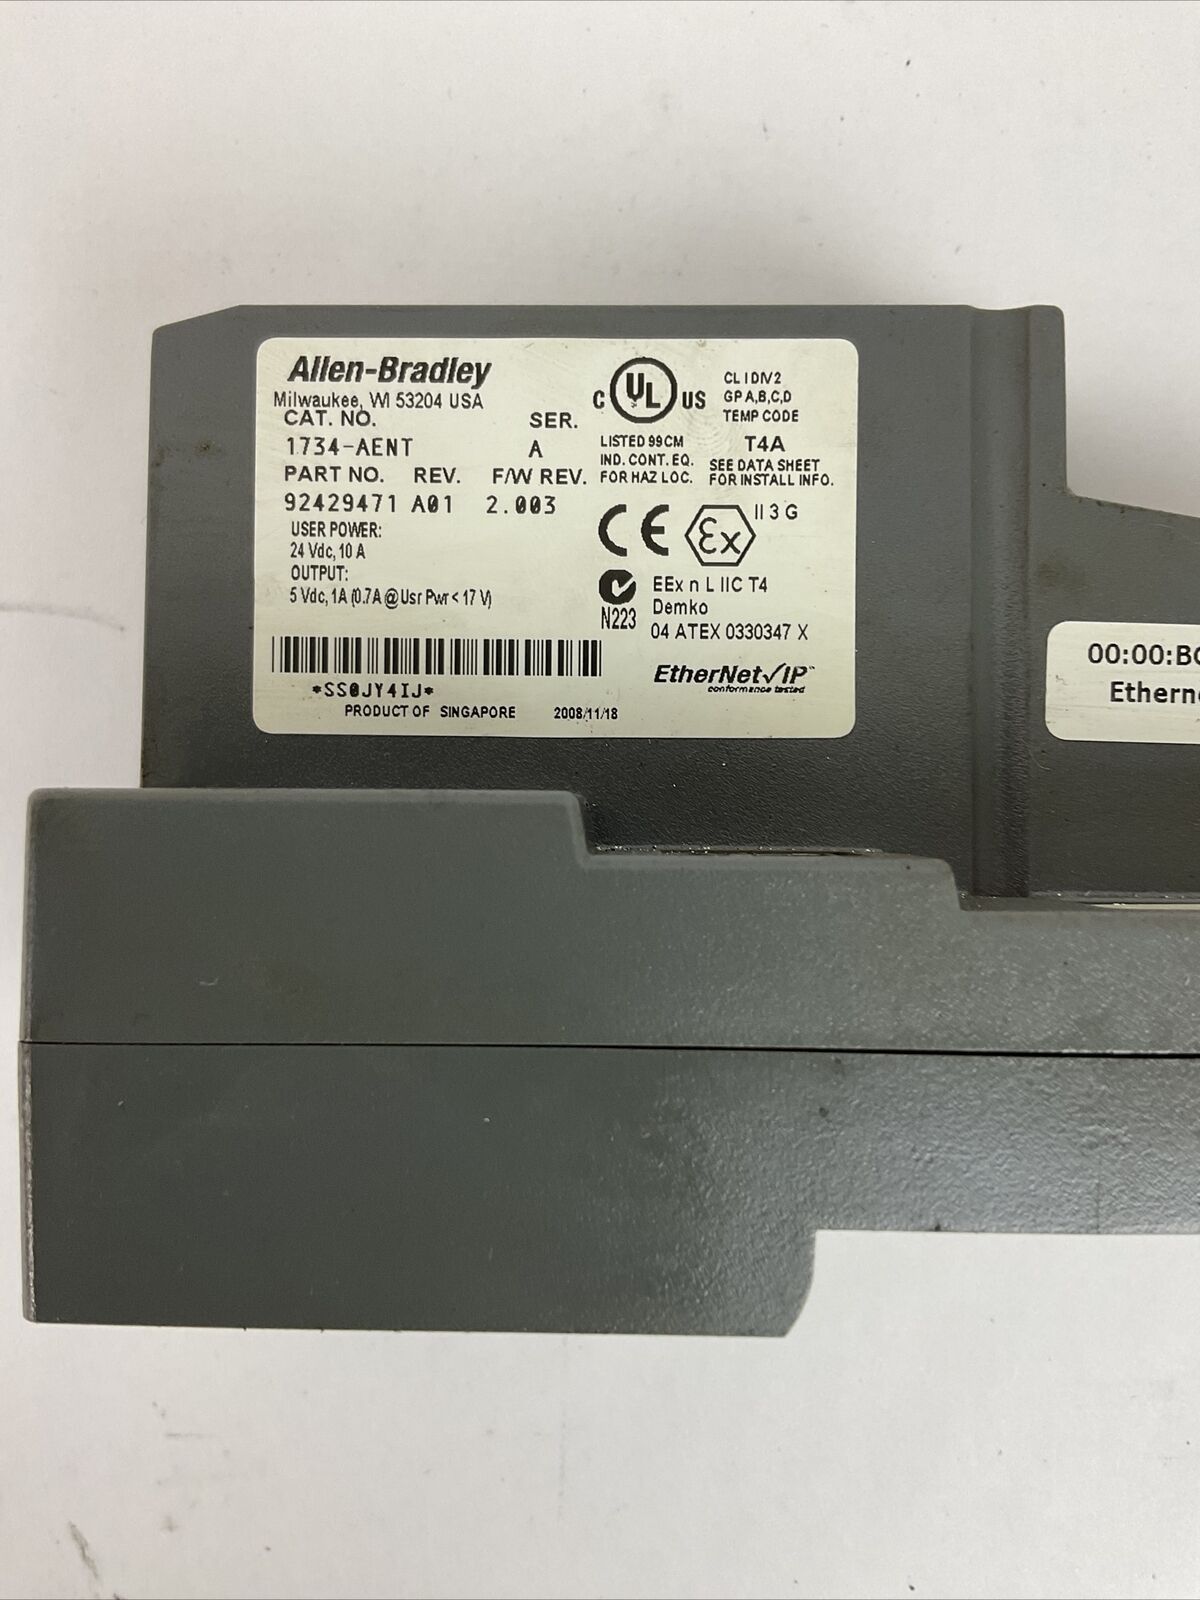 Allen-Bradley
Milwaukee, WI 53204 USA
CAT. NO. SER.
1734-AENT A
PART NO. REV. F/W REV.
92429471 A01 2.003
USER POWER:
24 Vdc, 10 A
OUTPUT:
5 Vdc, 1A (0.7A @ Usr Pwr < 17 V)
*SS0JY4IJ*
PRODUCT OF SINGAPORE 2008/11/18
C UL US
LISTED 99CM
IND. CONT. EQ.
FOR HAZ LOC.
CL I DIV 2
GP A,B,C,D
TEMP CODE
T4A
SEE DATA SHEET
FOR INSTALL INFO.
CE Ex II 3 G
N223
EEx n L IIC T4
Demko
04 ATEX 0330347 X
EtherNet/IP™
conformance tested
00:00:BC
Ethern